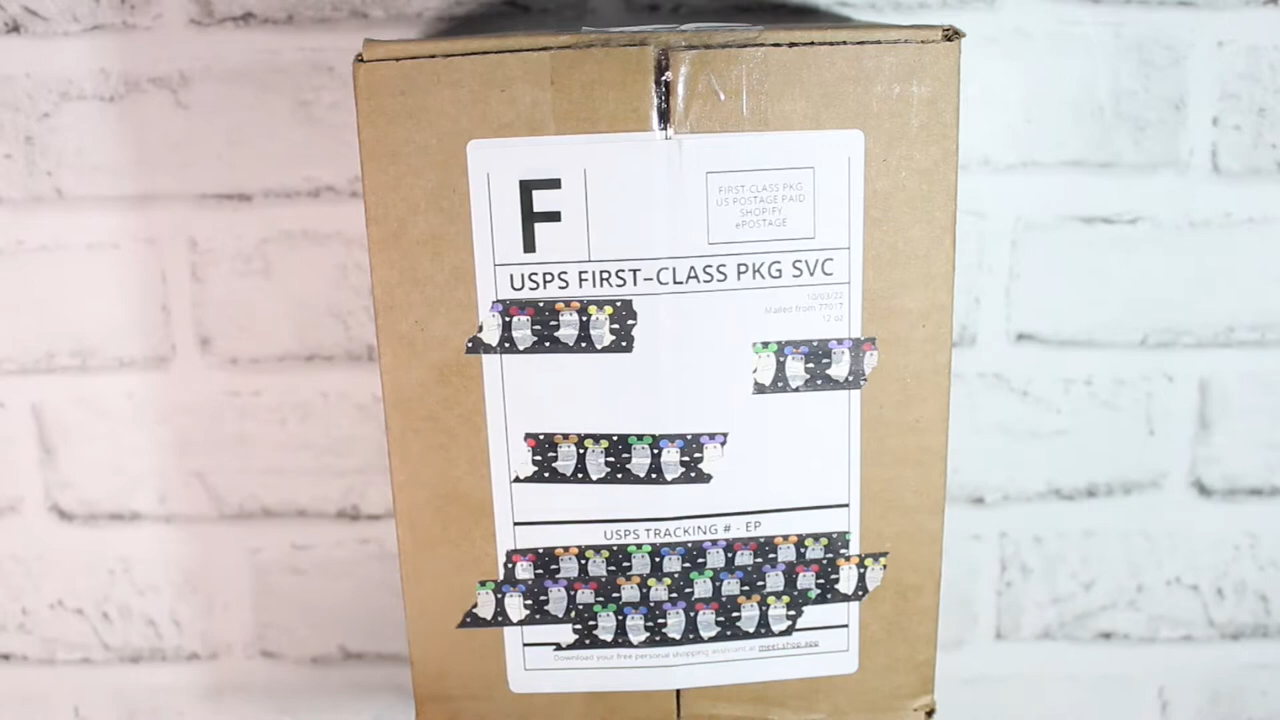 F
FIRST-CLASS PKG
US POSTAGE PAID
SHOPIFY
ePOSTAGE
USPS FIRST-CLASS PKG SVC
10/03/22
Mailed from 77017
12 oz
USPS TRACKING # - EP
Download your free personal shopping assistant at meet.shop.app